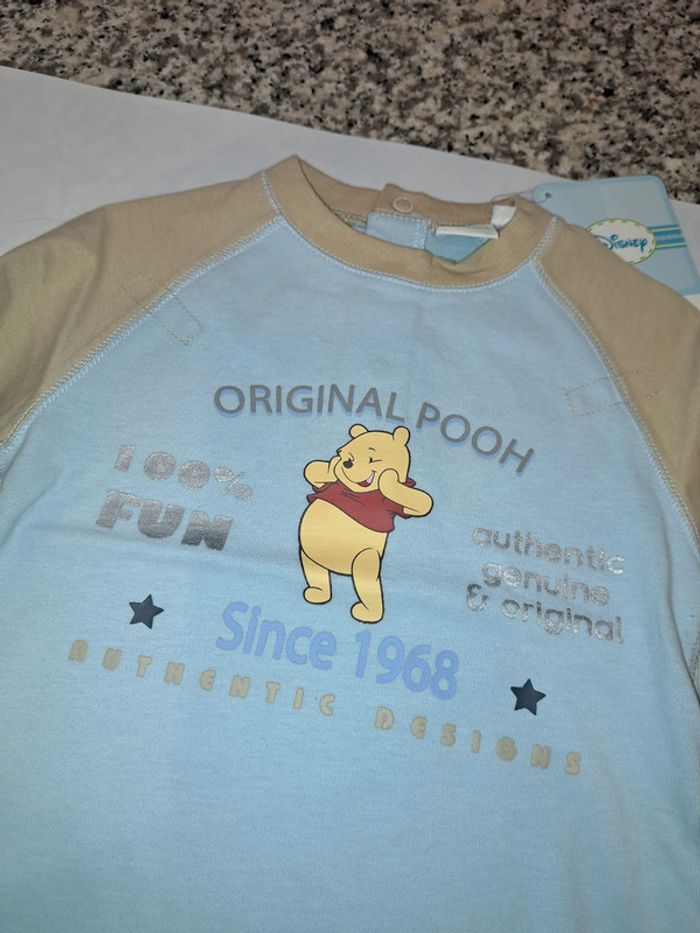 Disney
ORIGINAL POOH
100%
FUN
authentic
genuine
& original
Since 1968
AUTHENTIC DESIGNS